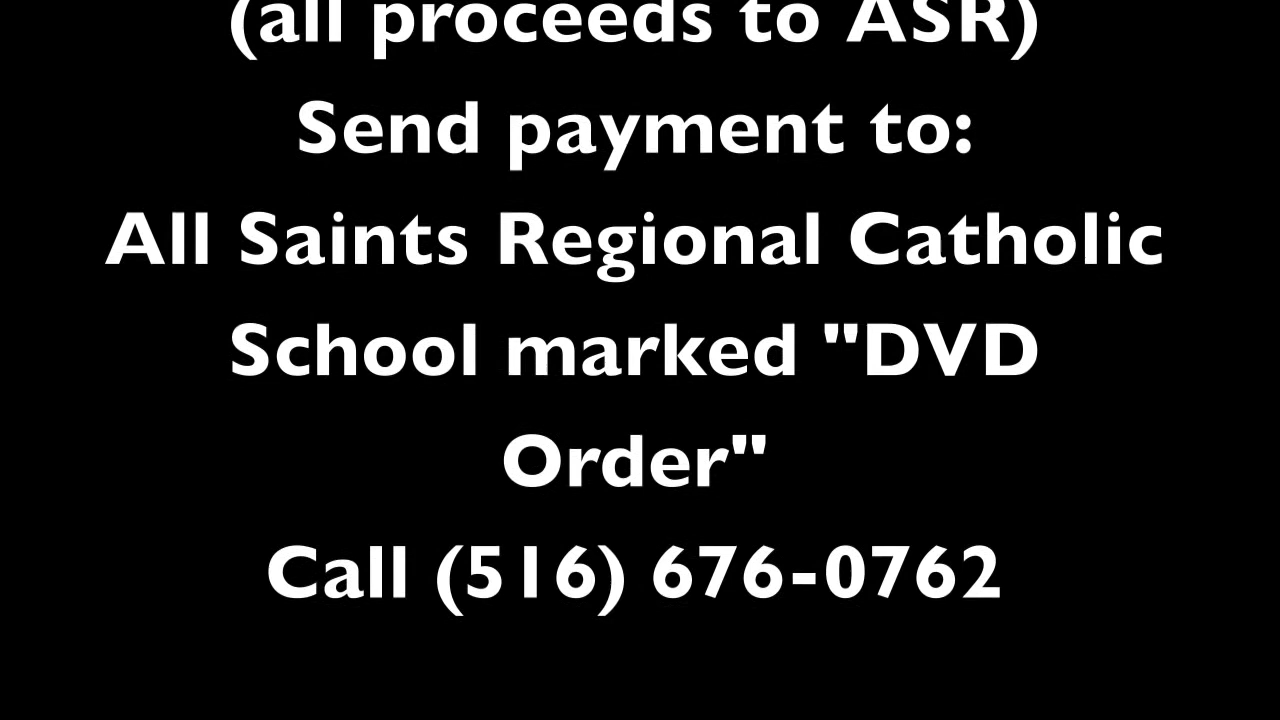 (all proceeds to ASR)
Send payment to:
All Saints Regional Catholic
School marked "DVD
Order"
Call (516) 676-0762